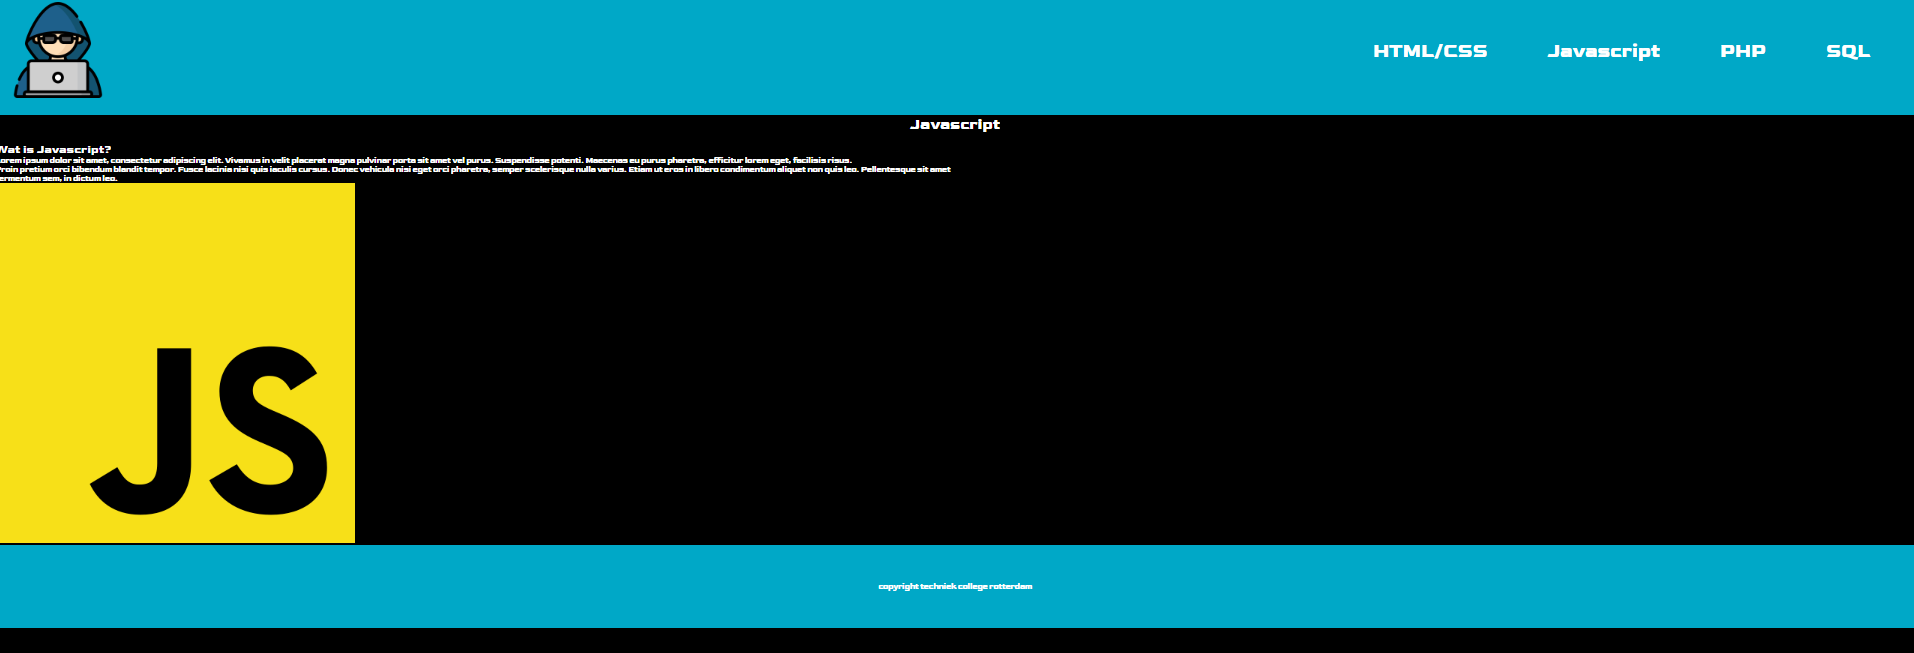 HTML/CSS Javascript PHP SQL
Javascript
Wat is Javascript?
Lorem ipsum dolor sit amet, consectetur adipiscing elit. Vivamus in velit placerat magna pulvinar porta sit amet vel purus. Suspendisse potenti. Maecenas eu purus pharetra, efficitur lorem eget, facilisis risus.
Proin pretium orci bibendum blandit tempor. Fusce lacinia nisi quis iaculis cursus. Donec vehicula nisi eget orci pharetra, semper scelerisque nulla varius. Etiam ut eros in libero condimentum aliquet non quis leo. Pellentesque sit amet
fermentum sem, in dictum leo.
JS
copyright techniek college rotterdam